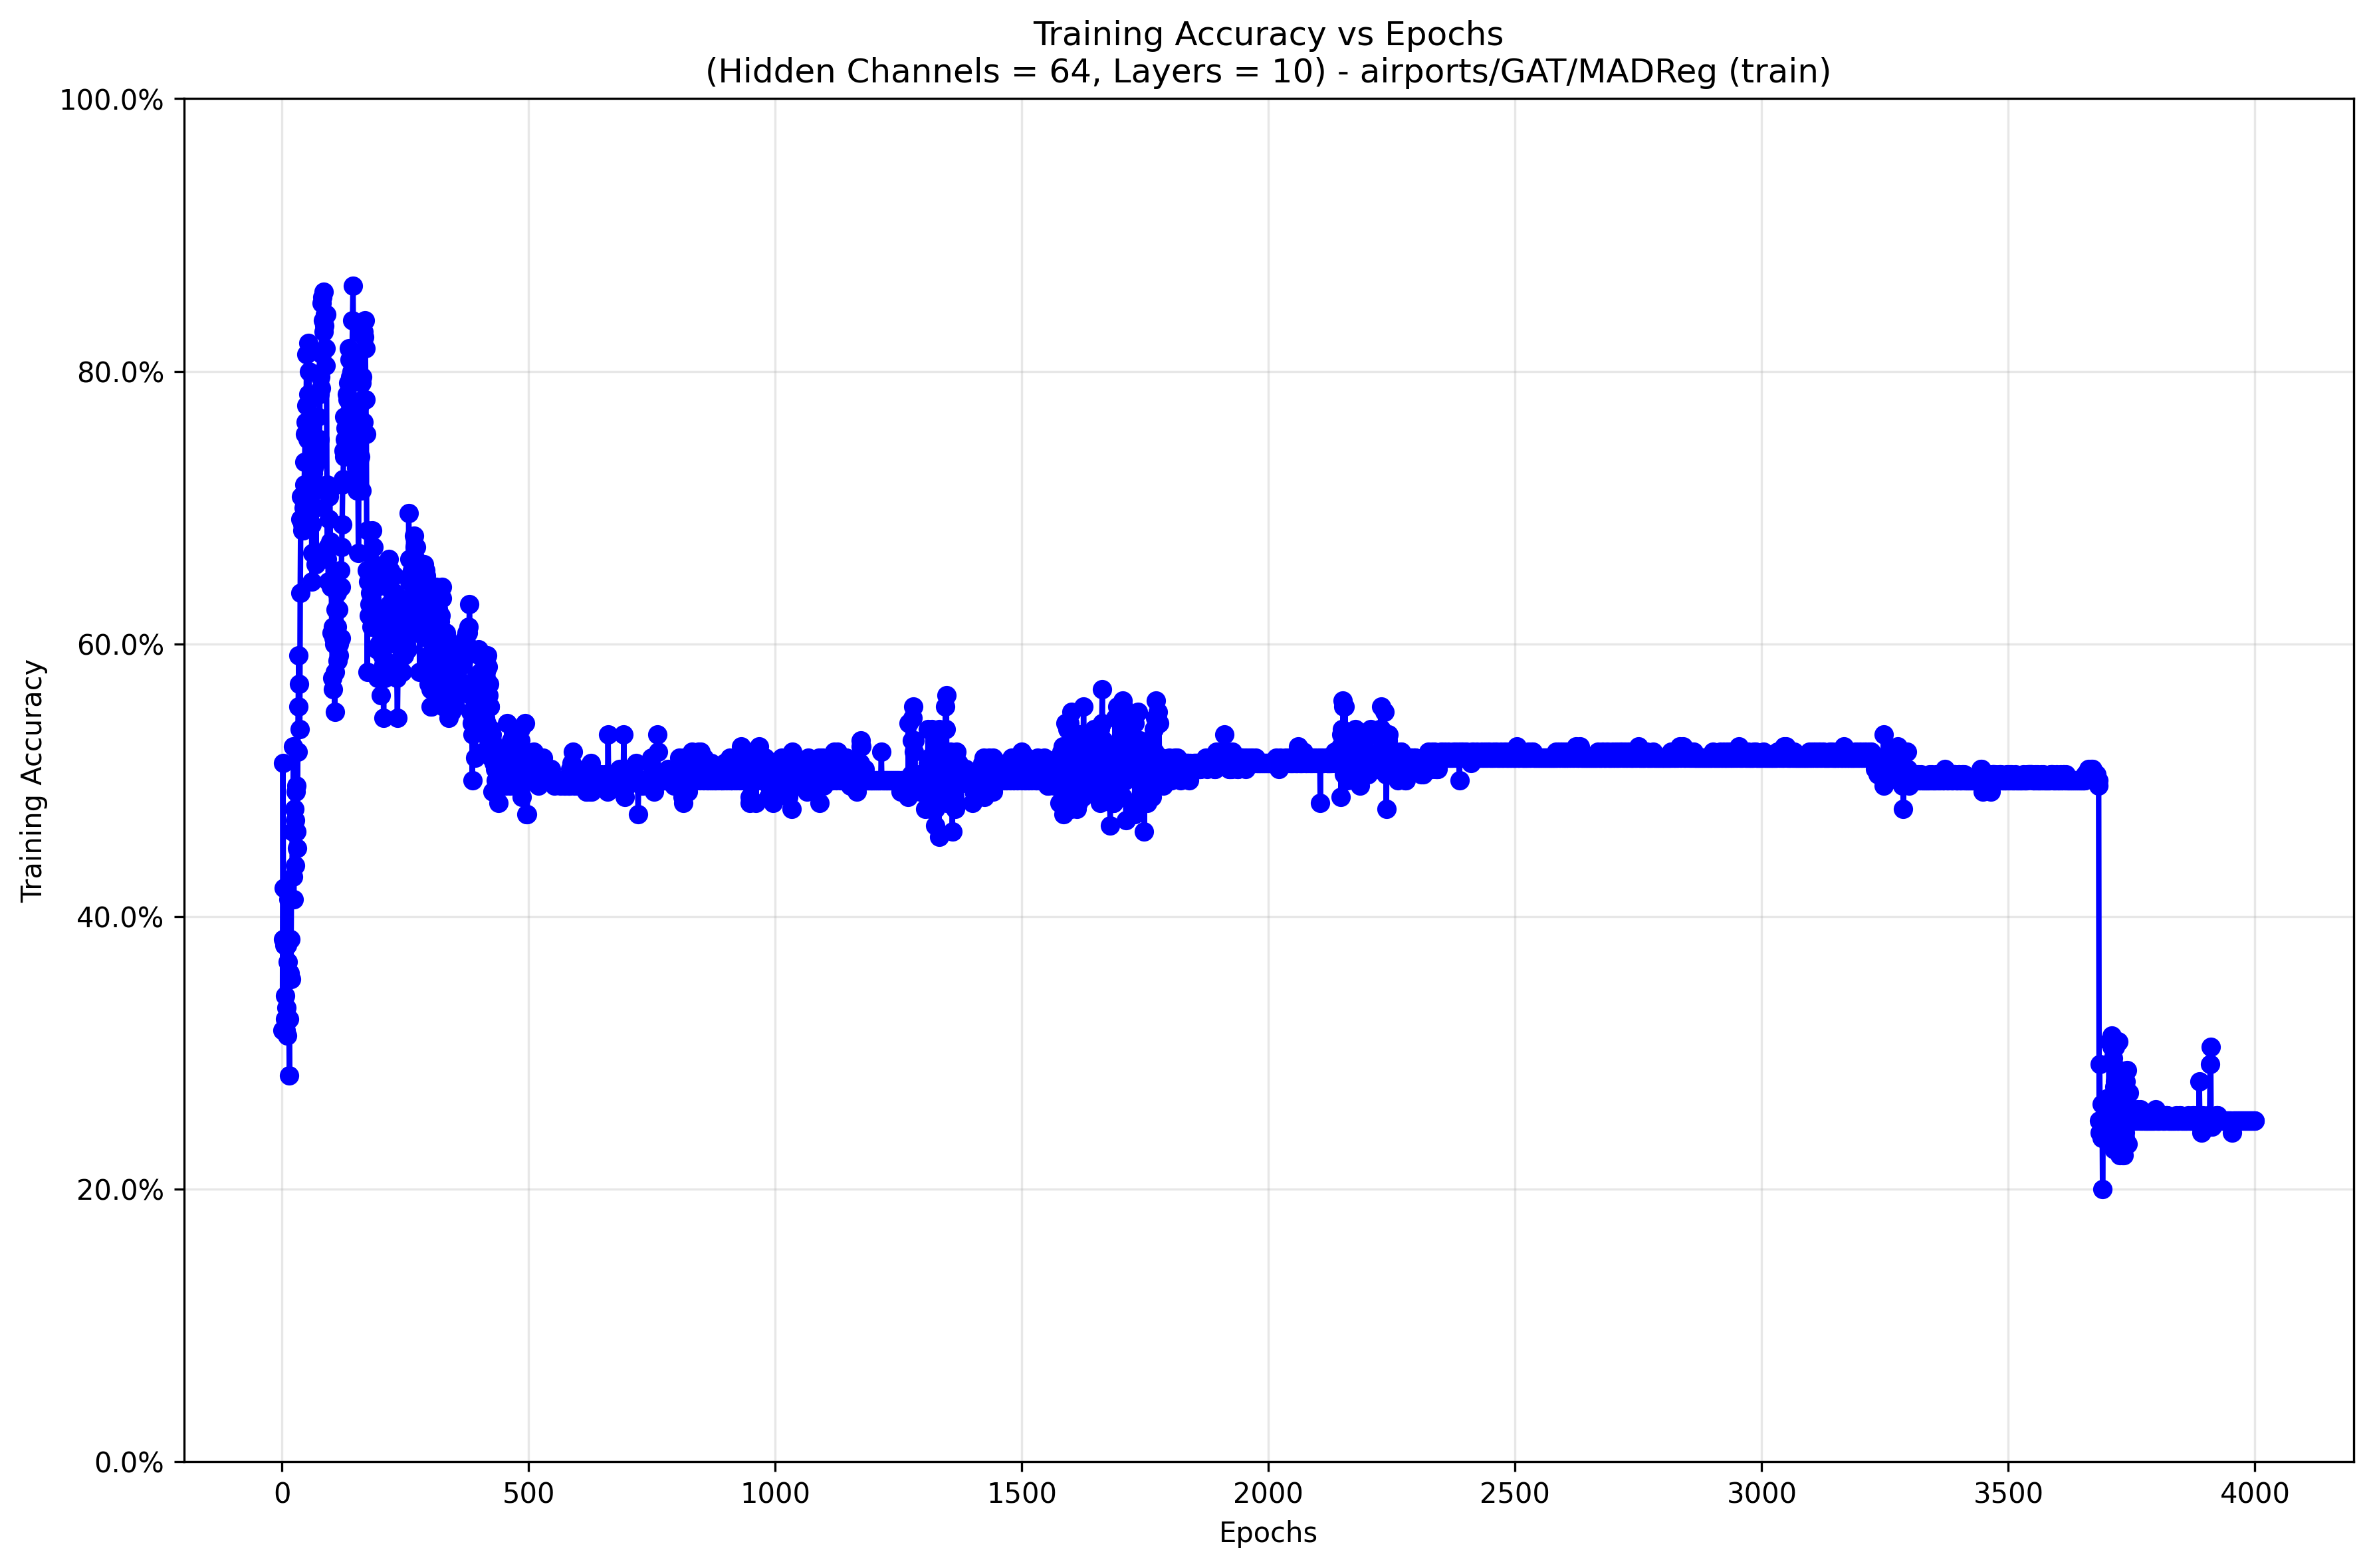 Training Accuracy vs Epochs
(Hidden Channels = 64, Layers = 10) - airports/GAT/MADReg (train)
100.0%
80.0%
60.0%
40.0%
20.0%
0.0%
Training Accuracy
0 500 1000 1500 2000 2500 3000 3500 4000
Epochs